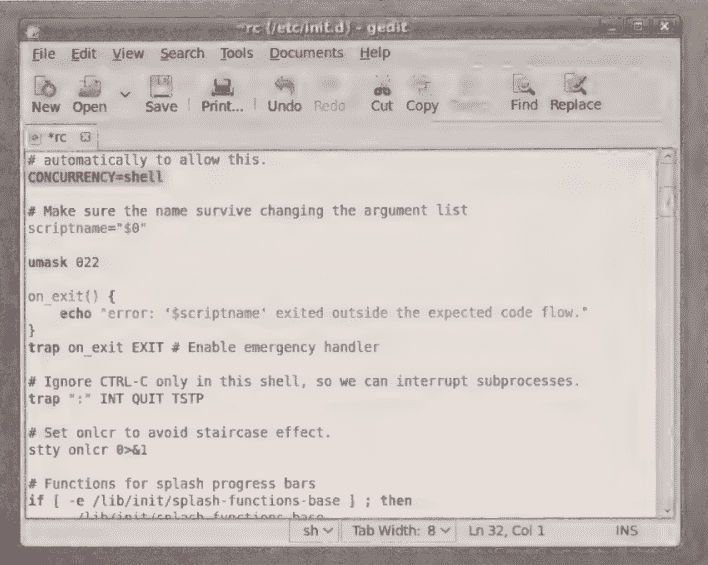 *rc (/etc/init.d) - gedit
File Edit View Search Tools Documents Help
New Open Save Print... Undo Redo Cut Copy Find Replace
*rc
# automatically to allow this.
CONCURRENCY=shell
# Make sure the name survive changing the argument list
scriptname="$0"
umask 022
on_exit() {
echo "error: '$scriptname' exited outside the expected code flow."
}
trap on_exit EXIT # Enable emergency handler
# Ignore CTRL-C only in this shell, so we can interrupt subprocesses.
trap ":" INT QUIT TSTP
# Set onlcr to avoid staircase effect.
stty onlcr 0>&1
# Functions for splash progress bars
if [ -e /lib/init/splash-functions-base ] ; then
/lib/init/splash-functions-base
sh Tab Width: 8 Ln 32, Col 1 INS